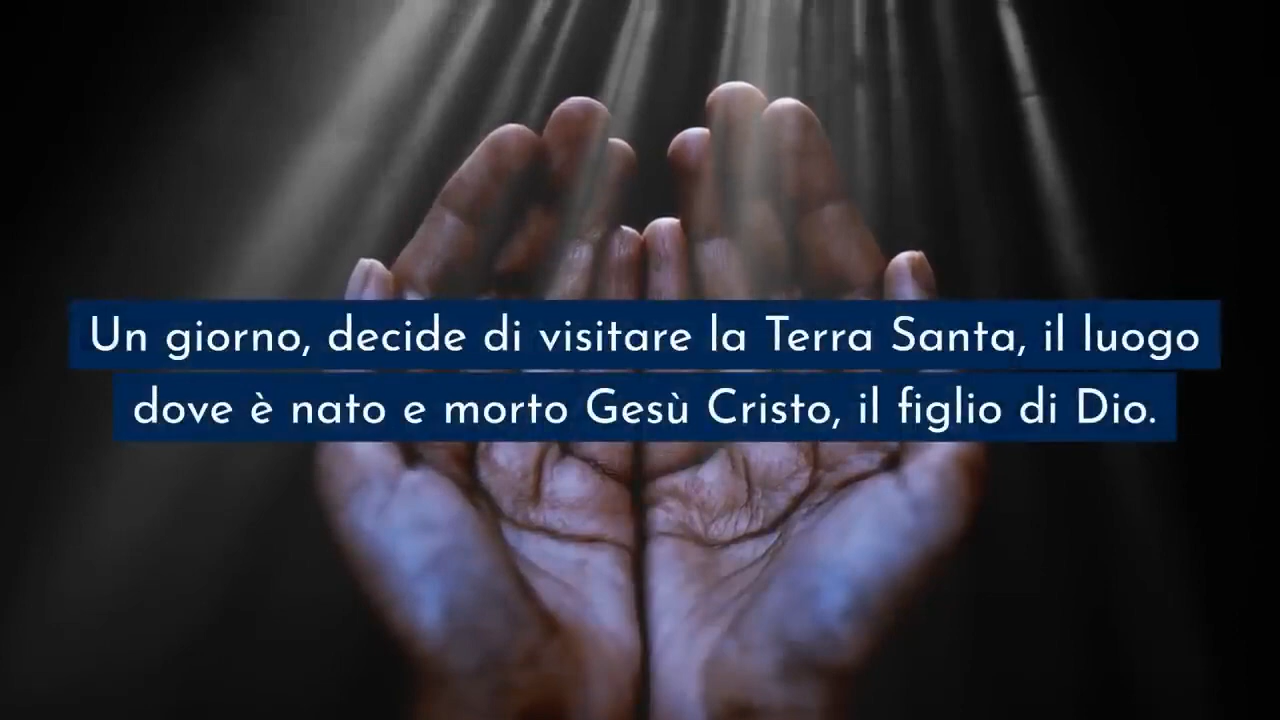 Un giorno, decide di visitare la Terra Santa, il luogo
dove è nato e morto Gesù Cristo, il figlio di Dio.